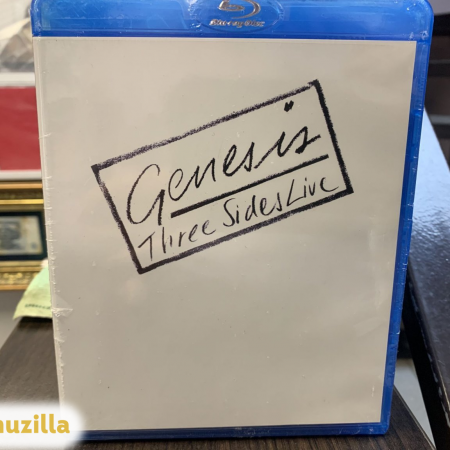 Blu-ray Disc
Genesis
Three Sides Live
uzilla